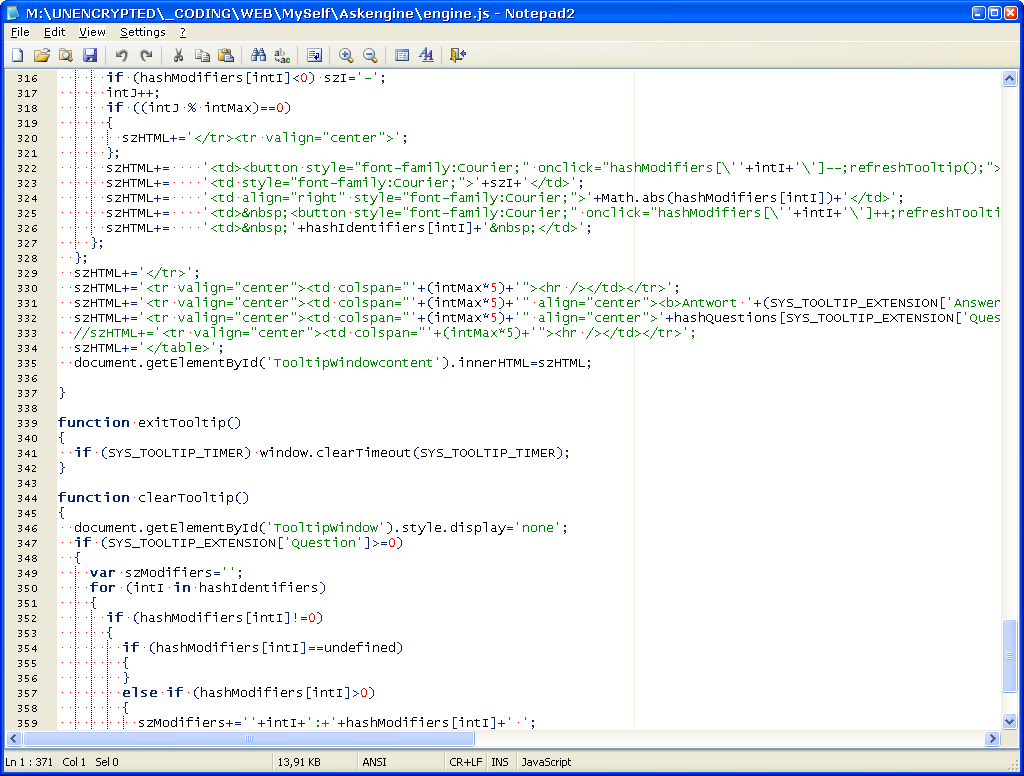 M:\UNENCRYPTED\_CODING\WEB\MySelf\Askengine\engine.js - Notepad2
File Edit View Settings ?
316 if (hashModifiers[intI]<0) szI='-';
317 intJ++;
318 if ((intJ % intMax)==0)
319 {
320 szHTML+='</tr><tr valign="center">';
321 };
322 szHTML+= '<td><button style="font-family:Courier;" onclick="hashModifiers[\''+intI+'\']--;refreshTooltip();">
323 szHTML+= '<td style="font-family:Courier;">'+szI+'</td>';
324 szHTML+= '<td align="right" style="font-family:Courier;">'+Math.abs(hashModifiers[intI])+'</td>';
325 szHTML+= '<td>&nbsp;<button style="font-family:Courier;" onclick="hashModifiers[\''+intI+'\']++;refreshToolti
326 szHTML+= '<td>&nbsp;'+hashIdentifiers[intI]+'&nbsp;</td>';
327 };
328 };
329 szHTML+='</tr>';
330 szHTML+='<tr valign="center"><td colspan="'+(intMax*5)+'"><hr /></td></tr>';
331 szHTML+='<tr valign="center"><td colspan="'+(intMax*5)+'" align="center"><b>Antwort '+(SYS_TOOLTIP_EXTENSION['Answer
332 szHTML+='<tr valign="center"><td colspan="'+(intMax*5)+'" align="center">'+hashQuestions[SYS_TOOLTIP_EXTENSION['Ques
333 //szHTML+='<tr valign="center"><td colspan="'+(intMax*5)+'"><hr /></td></tr>';
334 szHTML+='</table>';
335 document.getElementById('TooltipWindowcontent').innerHTML=szHTML;
336
337 }
338
339 function exitTooltip()
340 {
341 if (SYS_TOOLTIP_TIMER) window.clearTimeout(SYS_TOOLTIP_TIMER);
342 }
343
344 function clearTooltip()
345 {
346 document.getElementById('TooltipWindow').style.display='none';
347 if (SYS_TOOLTIP_EXTENSION['Question']>=0)
348 {
349 var szModifiers='';
350 for (intI in hashIdentifiers)
351 {
352 if (hashModifiers[intI]!=0)
353 {
354 if (hashModifiers[intI]==undefined)
355 {
356 }
357 else if (hashModifiers[intI]>0)
358 {
359 szModifiers+=''+intI+':+'+hashModifiers[intI]+' ';
Ln 1 : 371 Col 1 Sel 0 13,91 KB ANSI CR+LF INS JavaScript